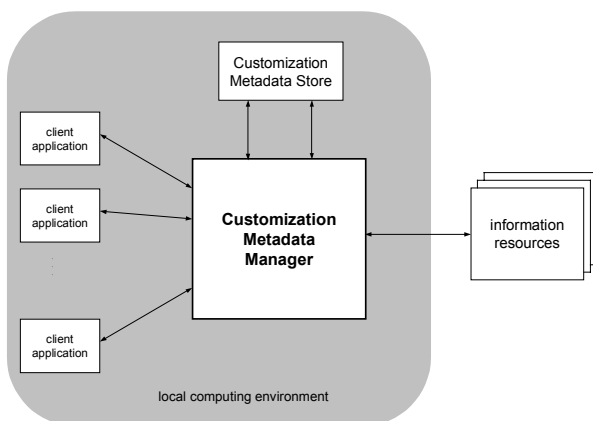 Customization
Metadata Store
client
application
client
application
client
application
Customization
Metadata
Manager
information
resources
local computing environment